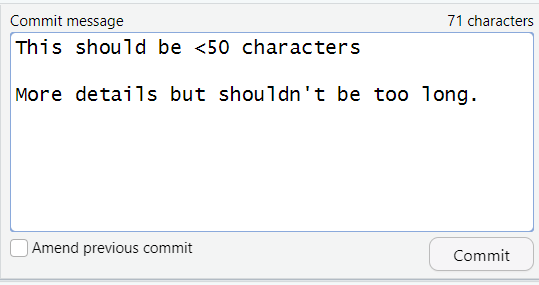 Commit message 71 characters
This should be <50 characters
More details but shouldn't be too long.
Amend previous commit
Commit